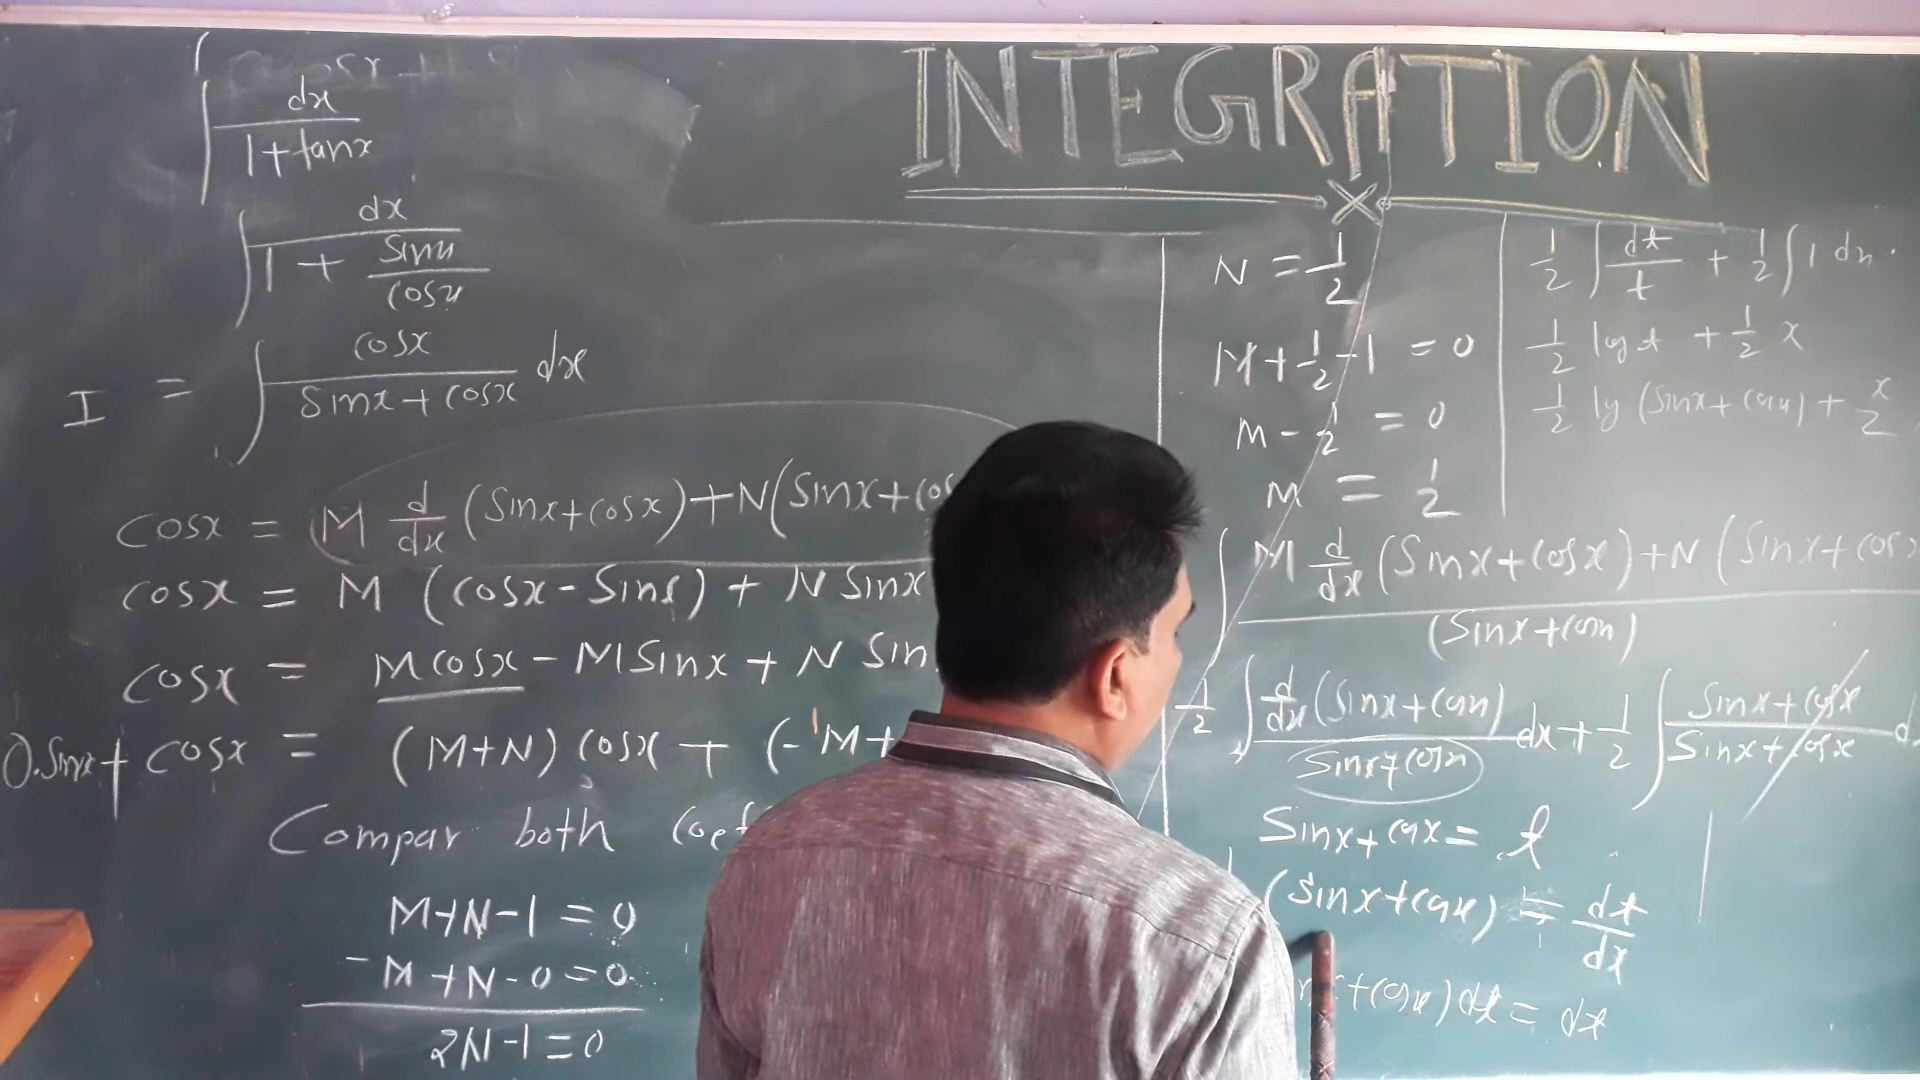 INTEGRATION
∫ dx / 1+tanx
∫ dx / 1 + sinx/cosx
I = ∫ cosx / sinx+cosx dx
cosx = M d/dx (sinx+cosx)+N(sinx+cos
cosx = M (cosx-sinx) + N sinx
cosx = Mcosx - Msinx + N sin
0.sinx+ cosx = (M+N) cosx + (-M+
Compar both coef
M+N-1=0
-M+N-0=0
2N-1=0
N = 1/2
M+1/2-1 = 0
M-1/2 = 0
M = 1/2
∫ M d/dx (sinx+cosx)+N (sinx+cos / (sinx+cosx)
1/2 ∫ d/dx (sinx+cosx) / sinx+cosx dx + 1/2 ∫ sinx+cosx / sinx+cosx d
sinx+cosx = t
(sinx+cosx) = dt/dx
+cosx) dx = dt
1/2 ∫ dt/t + 1/2 ∫ 1 dx.
1/2 log t + 1/2 x
1/2 log (sinx+cosx) + x/2